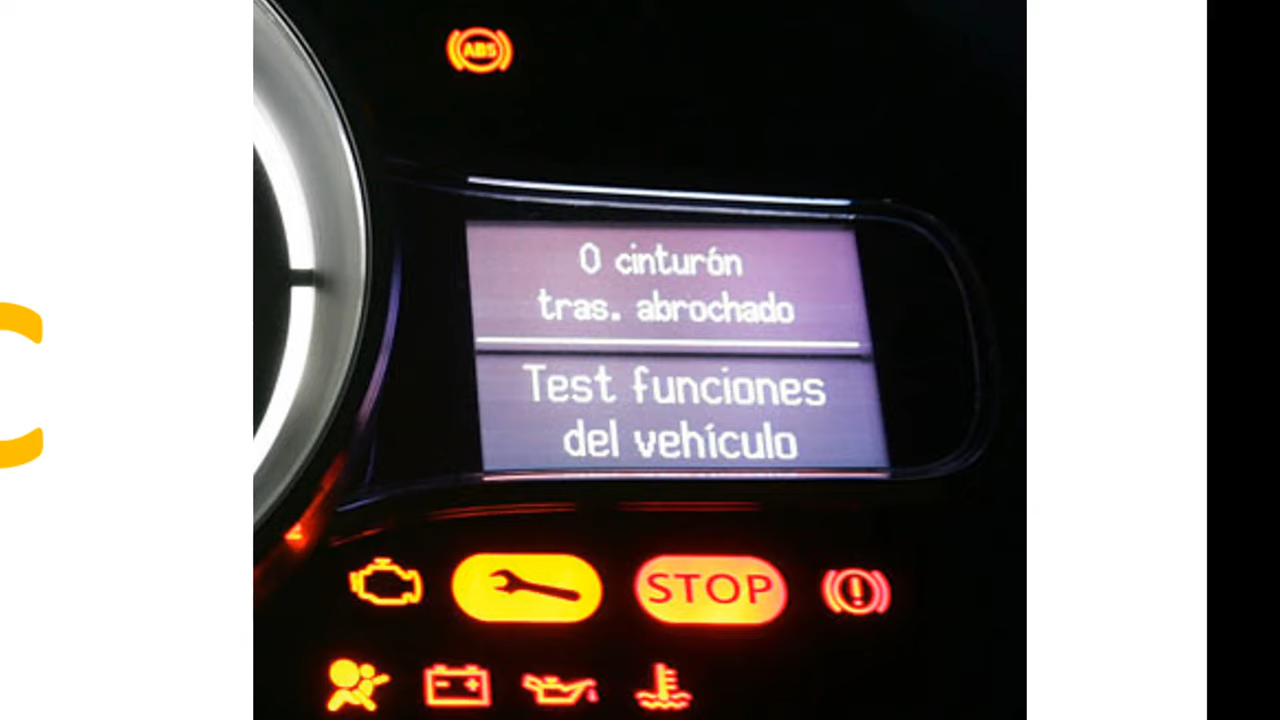 ABS
0 cinturón
tras. abrochado
Test funciones
del vehículo
STOP